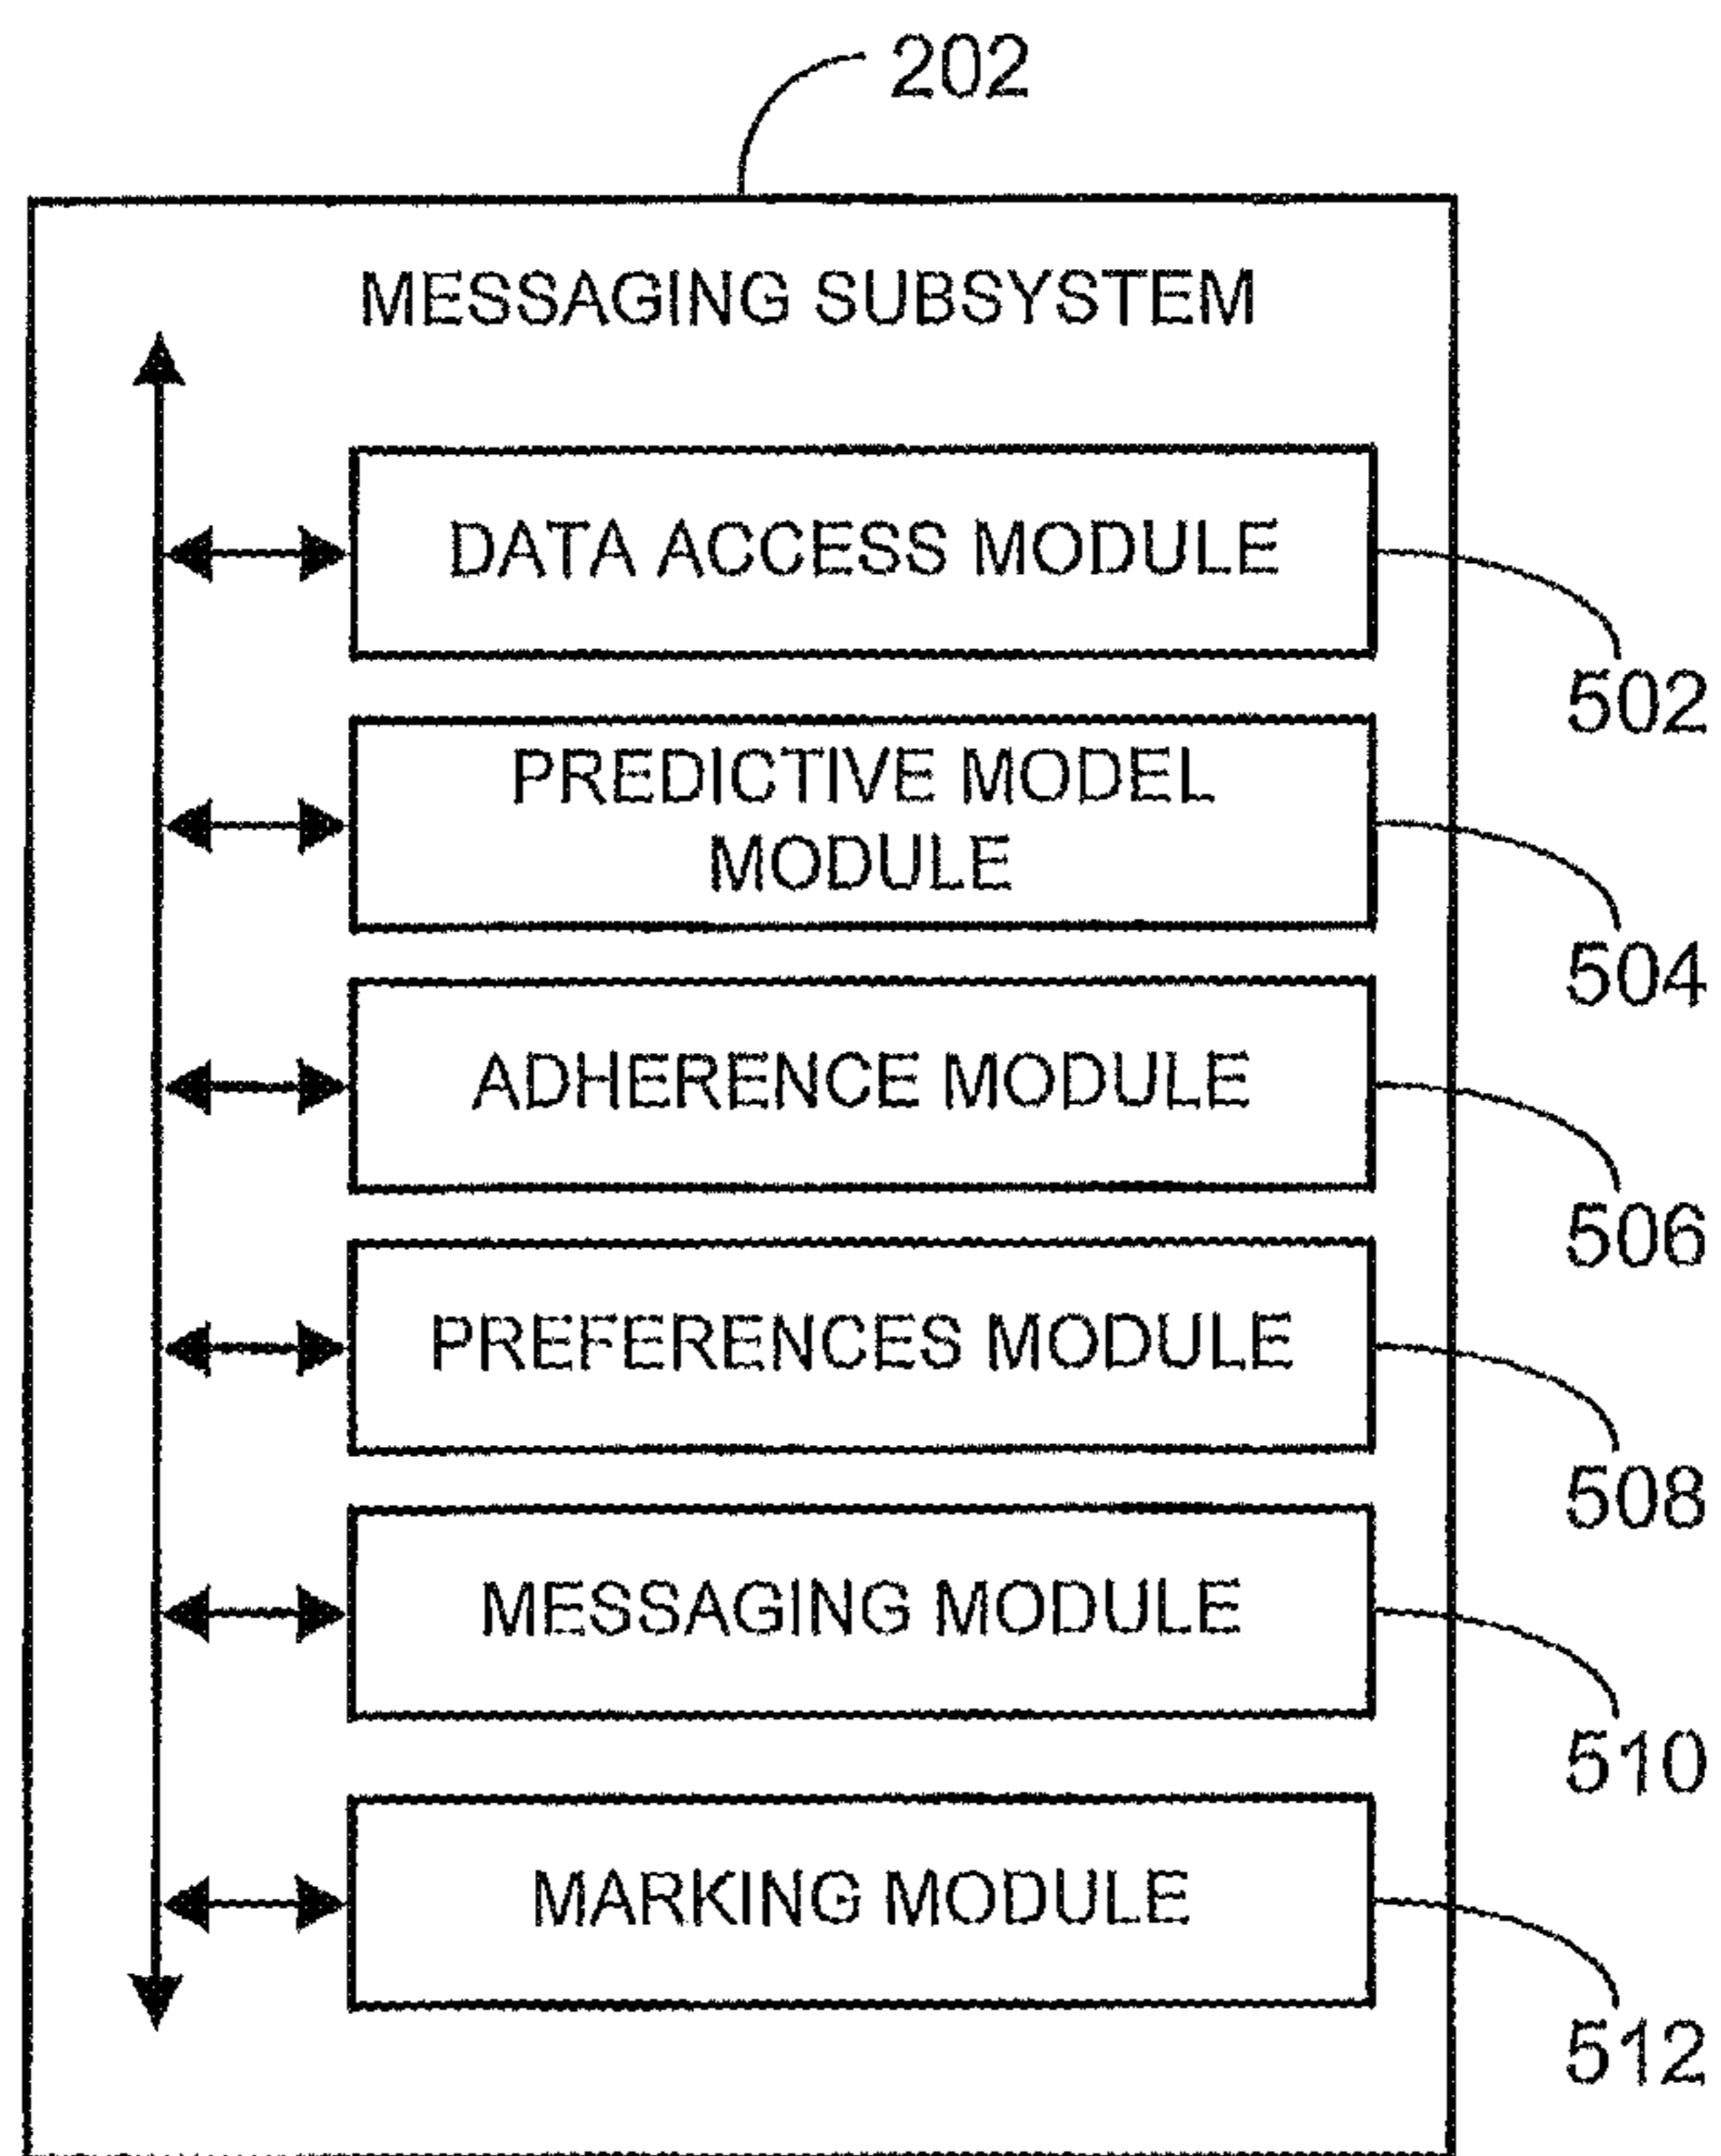 202
MESSAGING SUBSYSTEM
DATA ACCESS MODULE
502
PREDICTIVE MODEL
MODULE
504
ADHERENCE MODULE
506
PREFERENCES MODULE
508
MESSAGING MODULE
510
MARKING MODULE
512